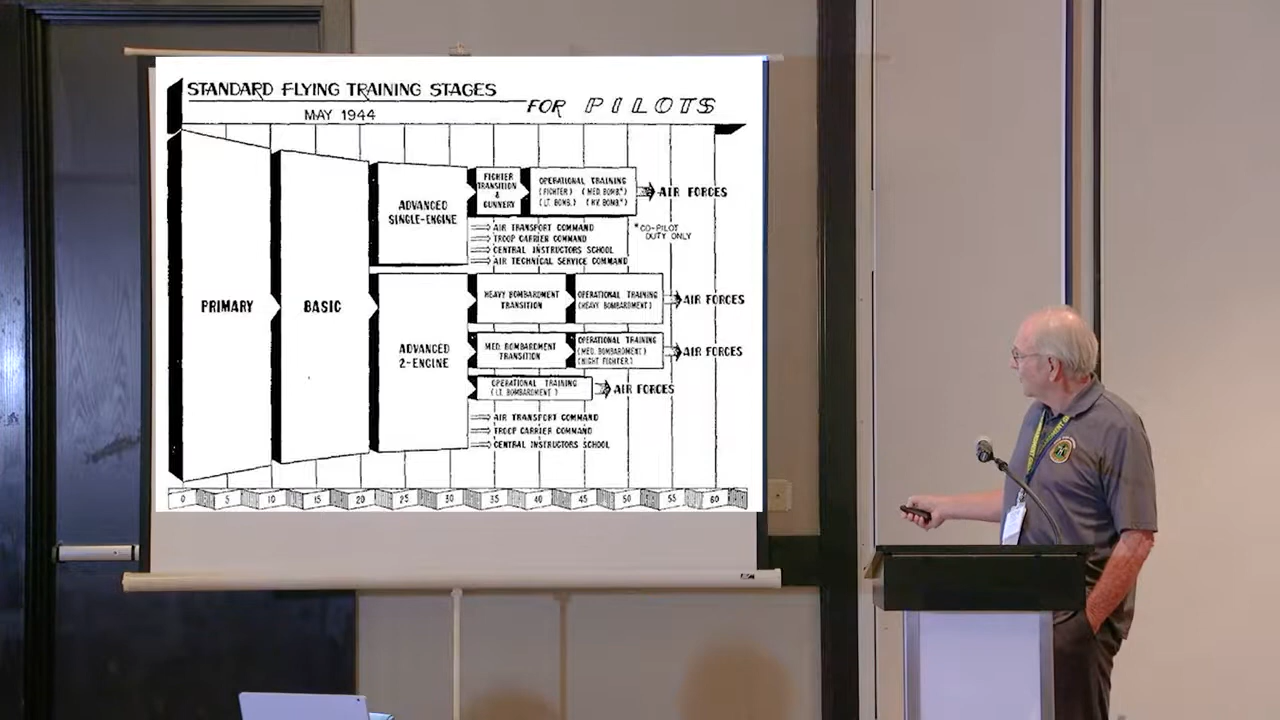 STANDARD FLYING TRAINING STAGES
FOR PILOTS
MAY 1944
PRIMARY
BASIC
ADVANCED
SINGLE-ENGINE
FIGHTER
TRANSITION
&
GUNNERY
OPERATIONAL TRAINING
(FIGHTER) (MED. BOMB.*)
(LT. BOMB.) (HV. BOMB.*)
AIR FORCES
AIR TRANSPORT COMMAND
TROOP CARRIER COMMAND
CENTRAL INSTRUCTORS SCHOOL
AIR TECHNICAL SERVICE COMMAND
*CO-PILOT
DUTY ONLY
ADVANCED
2-ENGINE
HEAVY BOMBARDMENT
TRANSITION
OPERATIONAL TRAINING
(HEAVY BOMBARDMENT)
AIR FORCES
MED. BOMBARDMENT
TRANSITION
OPERATIONAL TRAINING
(MED. BOMBARDMENT)
(NIGHT FIGHTER)
AIR FORCES
OPERATIONAL TRAINING
(LT. BOMBARDMENT)
AIR FORCES
AIR TRANSPORT COMMAND
TROOP CARRIER COMMAND
CENTRAL INSTRUCTORS SCHOOL
0 5 10 15 20 25 30 35 40 45 50 55 60